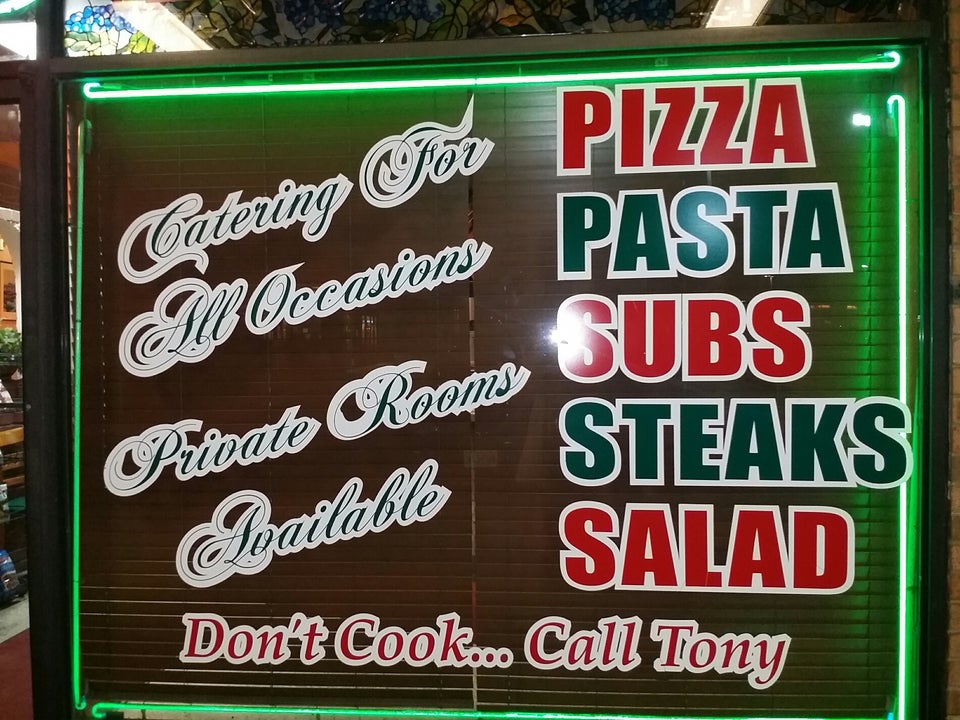 Catering For
All Occasions
Private Rooms
Available
PIZZA
PASTA
SUBS
STEAKS
SALAD
Don't Cook... Call Tony